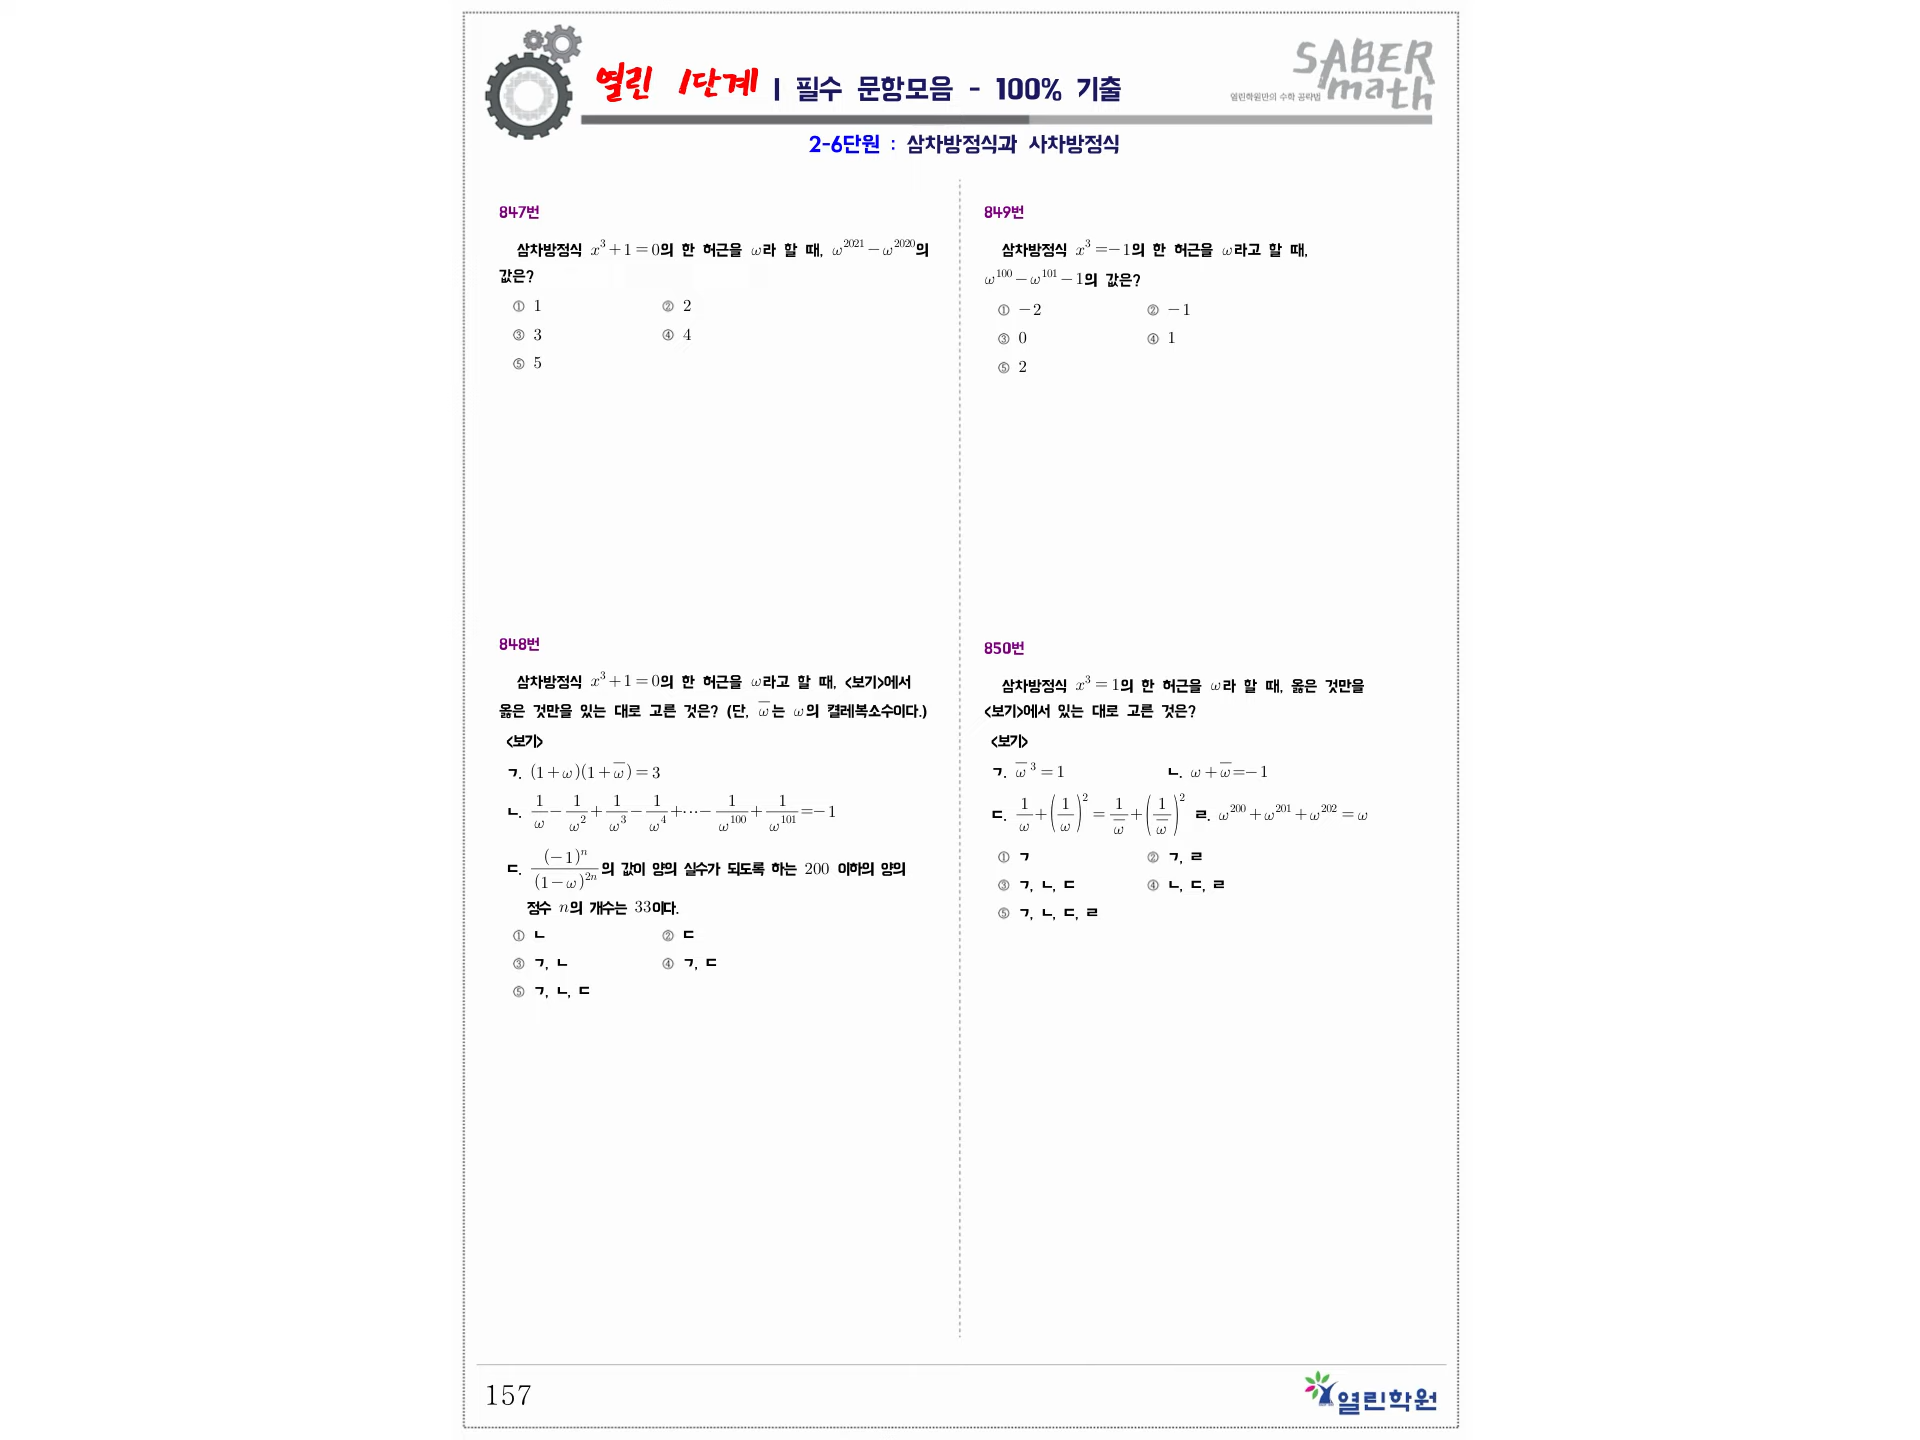 열린 1단계 | 필수 문항모음 - 100% 기출
SABER math
열린학원만의 수학 공략법
2-6단원 : 삼차방정식과 사차방정식
847번
삼차방정식 x³+1=0의 한 허근을 ω라 할 때, ω²⁰²¹-ω²⁰²⁰의
값은?
① 1 ② 2
③ 3 ④ 4
⑤ 5
848번
삼차방정식 x³+1=0의 한 허근을 ω라고 할 때, <보기>에서
옳은 것만을 있는 대로 고른 것은? (단, ω̅는 ω의 켤레복소수이다.)
<보기>
ㄱ. (1+ω)(1+ω̅)=3
ㄴ. 1/ω - 1/ω² + 1/ω³ - 1/ω⁴ + ⋯ - 1/ω¹⁰⁰ + 1/ω¹⁰¹ = -1
ㄷ. (-1)ⁿ/(1-ω)²ⁿ의 값이 양의 실수가 되도록 하는 200 이하의 양의
정수 n의 개수는 33이다.
① ㄴ ② ㄷ
③ ㄱ, ㄴ ④ ㄱ, ㄷ
⑤ ㄱ, ㄴ, ㄷ
849번
삼차방정식 x³=-1의 한 허근을 ω라고 할 때,
ω¹⁰⁰-ω¹⁰¹-1의 값은?
① -2 ② -1
③ 0 ④ 1
⑤ 2
850번
삼차방정식 x³=1의 한 허근을 ω라 할 때, 옳은 것만을
<보기>에서 있는 대로 고른 것은?
<보기>
ㄱ. ω̅³=1 ㄴ. ω+ω̅=-1
ㄷ. 1/ω+(1/ω)²=1/ω̅+(1/ω̅)² ㄹ. ω²⁰⁰+ω²⁰¹+ω²⁰²=ω
① ㄱ ② ㄱ, ㄹ
③ ㄱ, ㄴ, ㄷ ④ ㄴ, ㄷ, ㄹ
⑤ ㄱ, ㄴ, ㄷ, ㄹ
157
열린학원